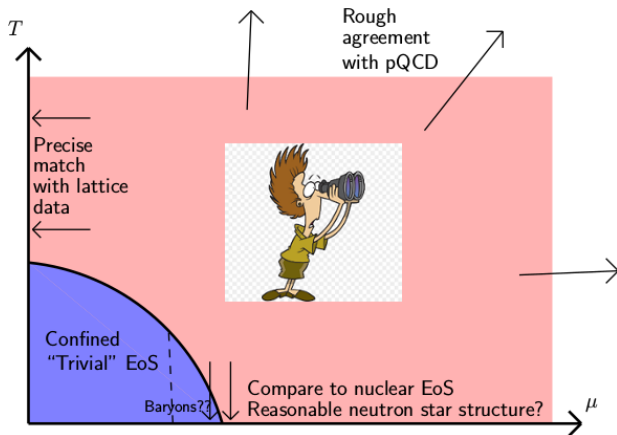 T
Rough
agreement
with pQCD
Precise
match
with lattice
data
Confined
“Trivial” EoS
Baryons??
Compare to nuclear EoS
Reasonable neutron star structure?
μ